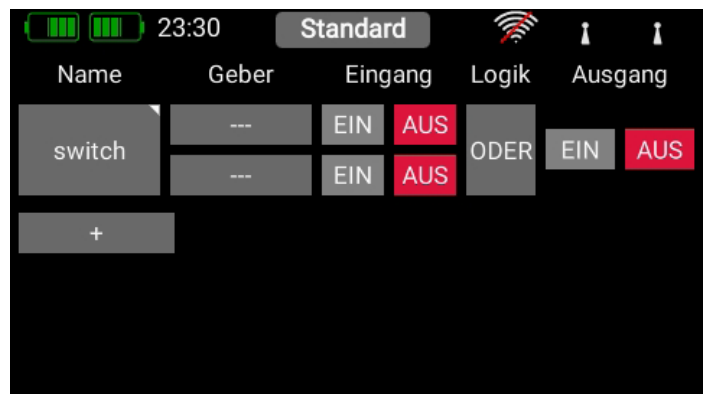 23:30 Standard
Name Geber Eingang Logik Ausgang
switch --- EIN AUS ODER EIN AUS
--- EIN AUS
+